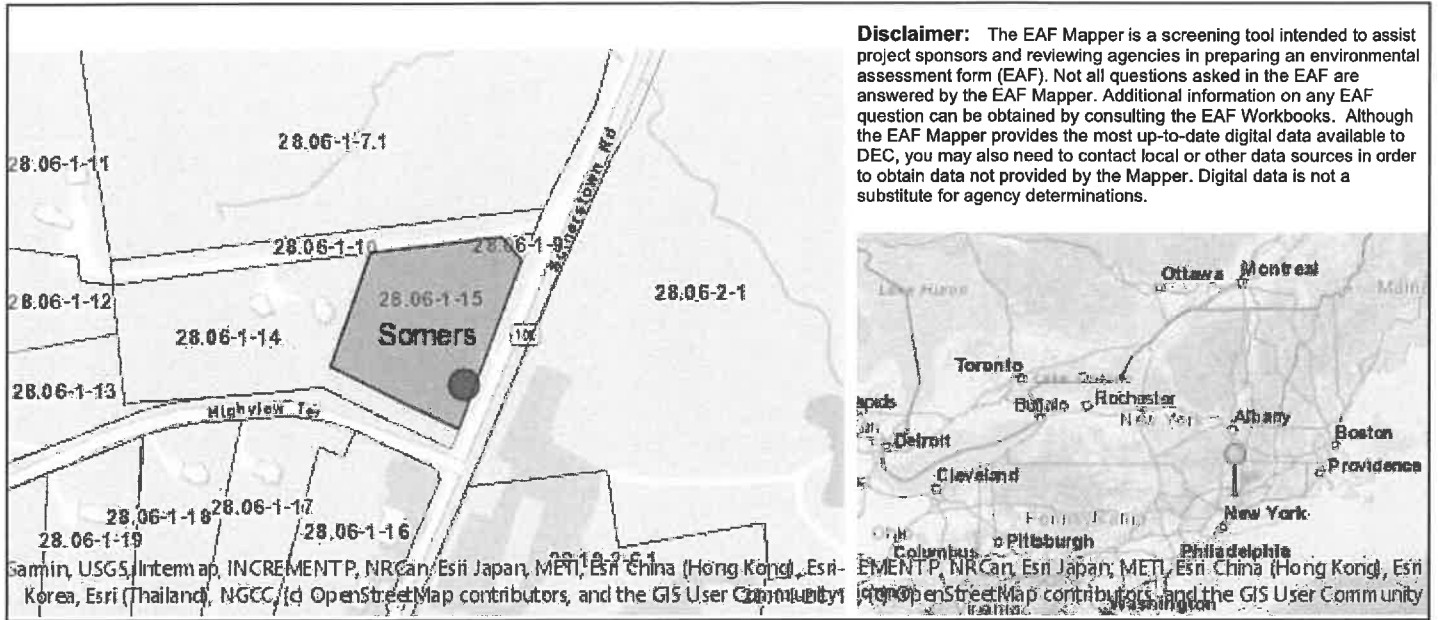 Disclaimer: The EAF Mapper is a screening tool intended to assist
project sponsors and reviewing agencies in preparing an environmental
assessment form (EAF). Not all questions asked in the EAF are
answered by the EAF Mapper. Additional information on any EAF
question can be obtained by consulting the EAF Workbooks. Although
the EAF Mapper provides the most up-to-date digital data available to
DEC, you may also need to contact local or other data sources in order
to obtain data not provided by the Mapper. Digital data is not a
substitute for agency determinations.
28.06-1-7.1
28.06-1-11
28.06-1-10
28.06-1-9
Somerstown Rd
28.06-1-12
28.06-1-15
28.06-2-1
28.06-1-14
Somers
100
28.06-1-13
Highview Ter
28.06-1-18
28.06-1-17
28.06-1-19
28.06-1-16
Garmin, USGS, Intermap, INCREMENT P, NRCan, Esri Japan, METI, Esri China (Hong Kong), Esri
Korea, Esri (Thailand), NGCC, (c) OpenStreetMap contributors, and the GIS User Community
Ottawa
Montreal
Lake Huron
Toronto
Buffalo
Rochester
Albany
Boston
Detroit
Providence
Cleveland
New York
Pittsburgh
Philadelphia
Columbus
Washington
EMENT P, NRCan, Esri Japan, METI, Esri China (Hong Kong), Esri
(c) OpenStreetMap contributors, and the GIS User Community